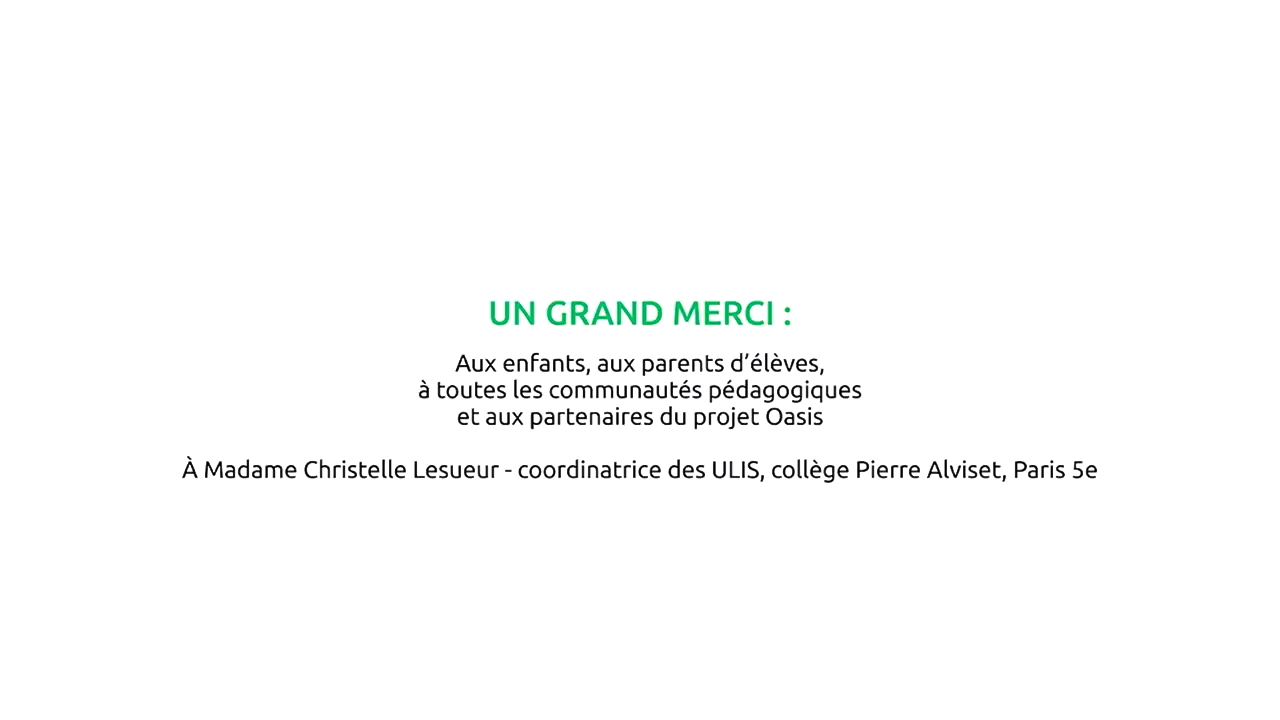 UN GRAND MERCI :
Aux enfants, aux parents d’élèves,
à toutes les communautés pédagogiques
et aux partenaires du projet Oasis
À Madame Christelle Lesueur - coordinatrice des ULIS, collège Pierre Alviset, Paris 5e